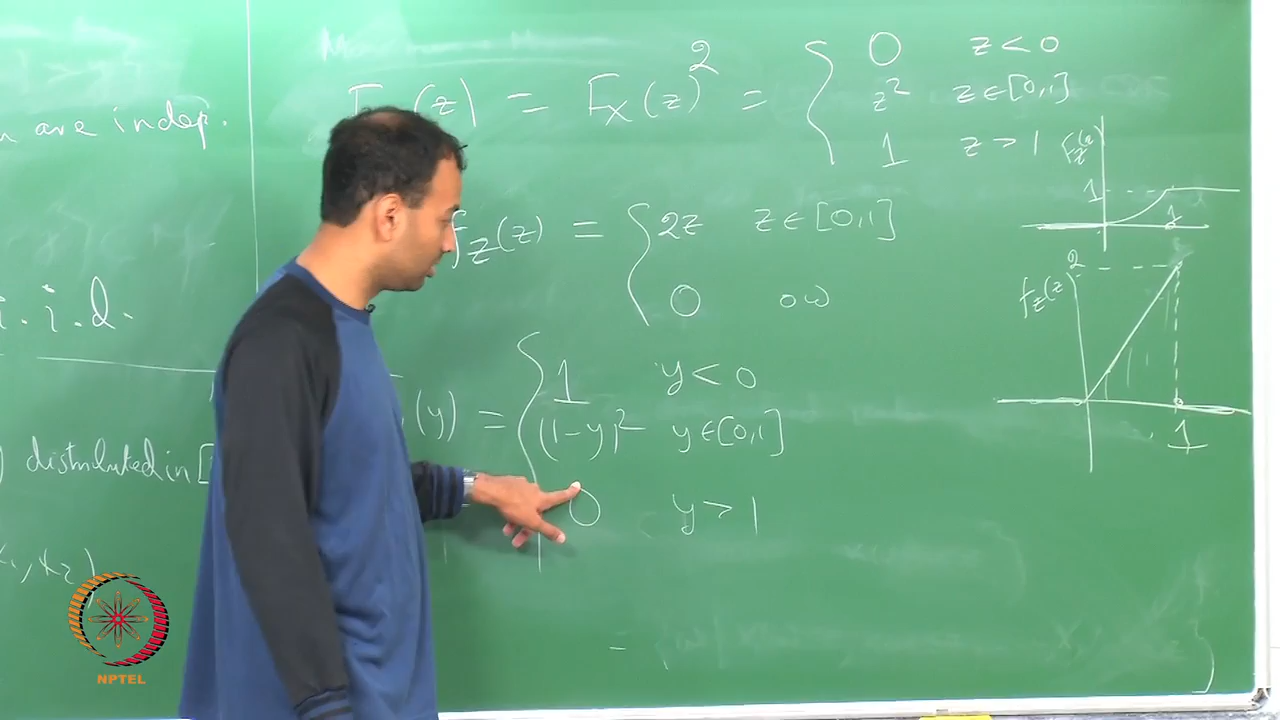 n are indep.
i.i.d.
) distributed in [
x₁, x₂)
(z) = F_X(z)² = { 0 z < 0
z² z ∈ [0,1]
1 z > 1
f_Z(z) = { 2z z ∈ [0,1]
0 ow
(y) = { 1 y < 0
(1-y)² y ∈ [0,1]
0 y > 1
F_Z(z)
1
1
f_Z(z
2
1
NPTEL